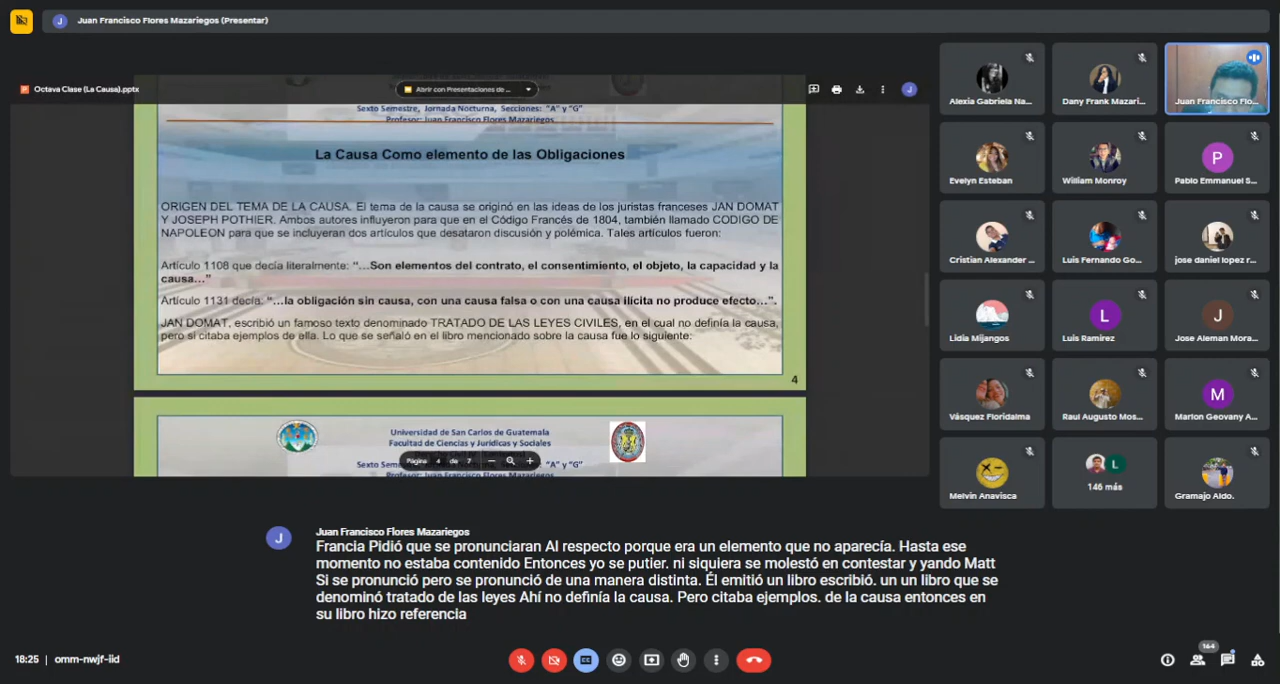 J Juan Francisco Flores Mazariegos (Presentar)
Octava Clase (La Causa).pptx
Abrir con Presentaciones de ...
J
Sexto Semestre, Jornada Nocturna, Secciones: “A” y “G”
Profesor: Juan Francisco Flores Mazariegos
La Causa Como elemento de las Obligaciones
ORIGEN DEL TEMA DE LA CAUSA. El tema de la causa se originó en las ideas de los juristas franceses JAN DOMAT
Y JOSEPH POTHIER. Ambos autores influyeron para que en el Código Francés de 1804, también llamado CODIGO DE
NAPOLEON para que se incluyeran dos artículos que desataron discusión y polémica. Tales artículos fueron:
Artículo 1108 que decía literalmente: “…Son elementos del contrato, el consentimiento, el objeto, la capacidad y la
causa…”
Artículo 1131 decía: “…la obligación sin causa, con una causa falsa o con una causa ilícita no produce efecto…”.
JAN DOMAT, escribió un famoso texto denominado TRATADO DE LAS LEYES CIVILES, en el cual no definía la causa,
pero sí citaba ejemplos de ella. Lo que se señaló en el libro mencionado sobre la causa fue lo siguiente:
4
Universidad de San Carlos de Guatemala
Facultad de Ciencias y Jurídicas y Sociales
Página 4 de 7
Sexto Sem “A” y “G”
Profesor: Juan Francisco Flores Mazariegos
Alexia Gabriela Na...
Dany Frank Mazari...
Juan Francisco Flo...
Evelyn Esteban
William Monroy
P
Pablo Emmanuel S...
Cristian Alexander ...
Luis Fernando Go...
jose daniel lopez r...
Lidia Mijangos
L
Luis Ramirez
J
Jose Aleman Mora...
Vásquez Floridalma
Raul Augusto Mos...
M
Marlon Geovany A...
Melvin Anavisca
L
146 más
Gramajo Aldo.
J
Juan Francisco Flores Mazariegos
Francia Pidió que se pronunciaran Al respecto porque era un elemento que no aparecía. Hasta ese
momento no estaba contenido Entonces yo se putier. ni siquiera se molestó en contestar y yando Matt
Si se pronunció pero se pronunció de una manera distinta. Él emitió un libro escribió. un un libro que se
denominó tratado de las leyes Ahí no definía la causa. Pero citaba ejemplos. de la causa entonces en
su libro hizo referencia
18:25 | omm-nwjf-iid
CC
164